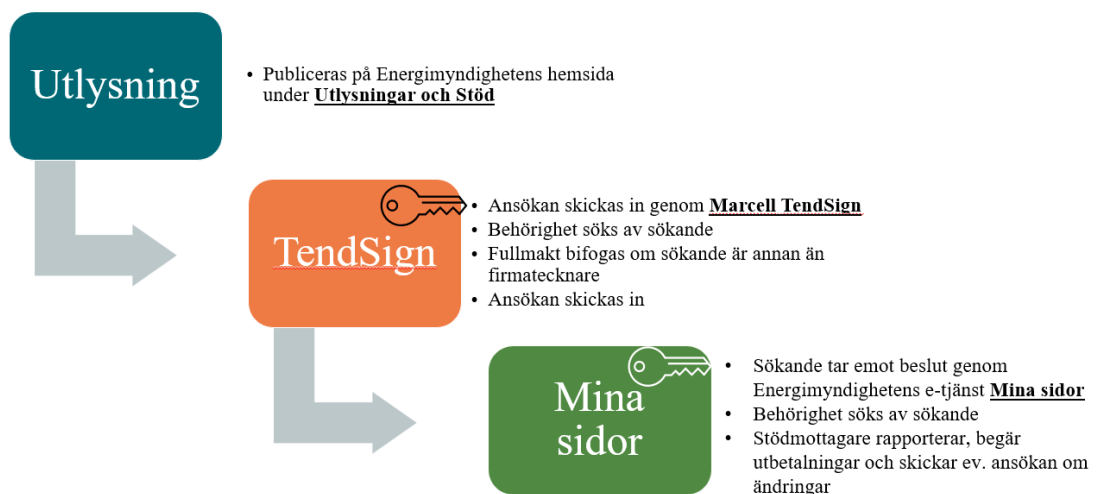 Utlysning
• Publiceras på Energimyndighetens hemsida
under Utlysningar och Stöd
TendSign
• Ansökan skickas in genom Marcell TendSign
• Behörighet söks av sökande
• Fullmakt bifogas om sökande är annan än
firmatecknare
• Ansökan skickas in
Mina
sidor
• Sökande tar emot beslut genom
Energimyndighetens e-tjänst Mina sidor
• Behörighet söks av sökande
• Stödmottagare rapporterar, begär
utbetalningar och skickar ev. ansökan om
ändringar